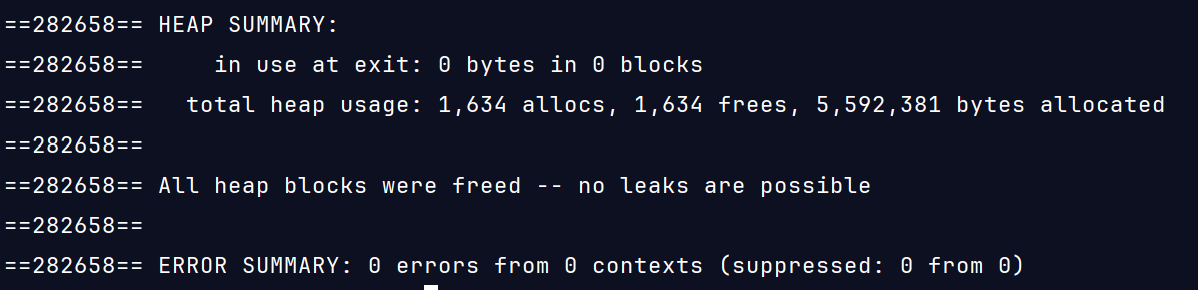 ==282658== HEAP SUMMARY:
==282658==     in use at exit: 0 bytes in 0 blocks
==282658==   total heap usage: 1,634 allocs, 1,634 frees, 5,592,381 bytes allocated
==282658==
==282658== All heap blocks were freed -- no leaks are possible
==282658==
==282658== ERROR SUMMARY: 0 errors from 0 contexts (suppressed: 0 from 0)